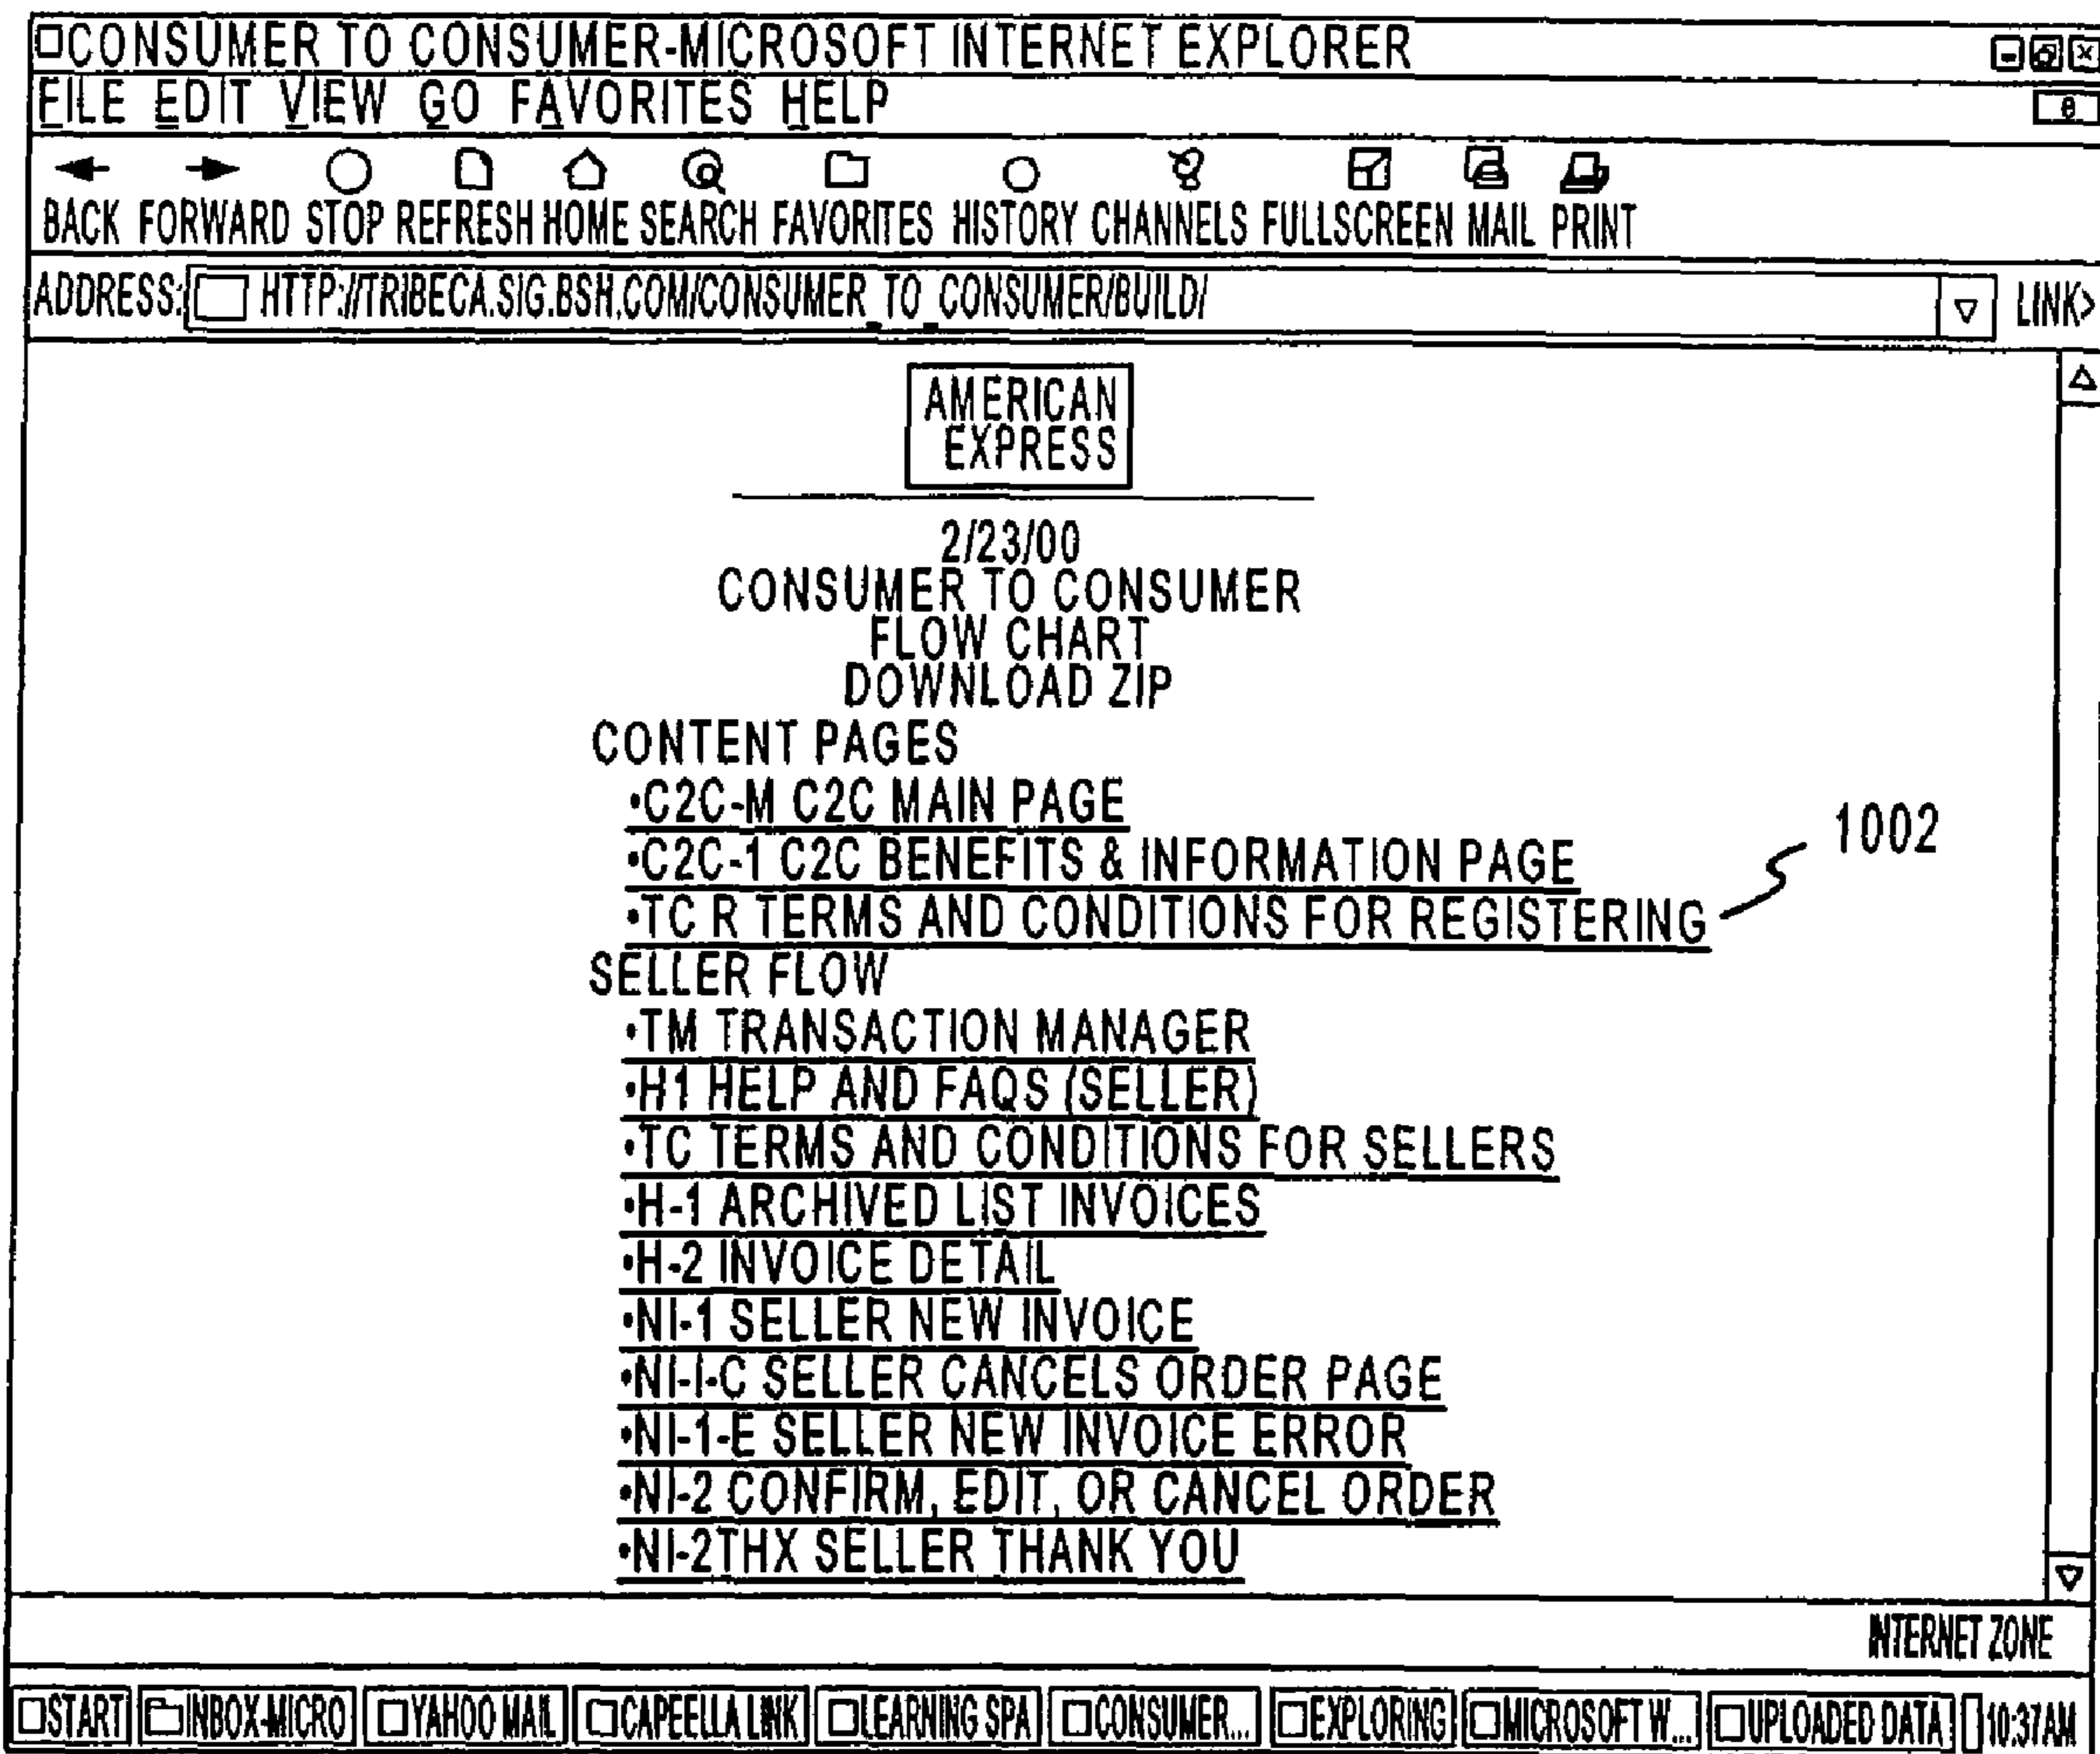 CONSUMER TO CONSUMER-MICROSOFT INTERNET EXPLORER
FILE EDIT VIEW GO FAVORITES HELP
e
BACK FORWARD STOP REFRESH HOME SEARCH FAVORITES HISTORY CHANNELS FULLSCREEN MAIL PRINT
ADDRESS: HTTP://TRIBECA.SIG.BSH.COM/CONSUMER_TO_CONSUMER/BUILD/ LINK>
AMERICAN
EXPRESS
2/23/00
CONSUMER TO CONSUMER
FLOW CHART
DOWNLOAD ZIP
CONTENT PAGES
•C2C-M C2C MAIN PAGE
•C2C-1 C2C BENEFITS & INFORMATION PAGE
1002
•TC R TERMS AND CONDITIONS FOR REGISTERING
SELLER FLOW
•TM TRANSACTION MANAGER
•H1 HELP AND FAQS (SELLER)
•TC TERMS AND CONDITIONS FOR SELLERS
•H-1 ARCHIVED LIST INVOICES
•H-2 INVOICE DETAIL
•NI-1 SELLER NEW INVOICE
•NI-I-C SELLER CANCELS ORDER PAGE
•NI-1-E SELLER NEW INVOICE ERROR
•NI-2 CONFIRM, EDIT, OR CANCEL ORDER
•NI-2THX SELLER THANK YOU
INTERNET ZONE
START INBOX-MICRO YAHOO MAIL CAPEELLA LINK LEARNING SPA CONSUMER... EXPLORING MICROSOFT W... UPLOADED DATA 10:37AM